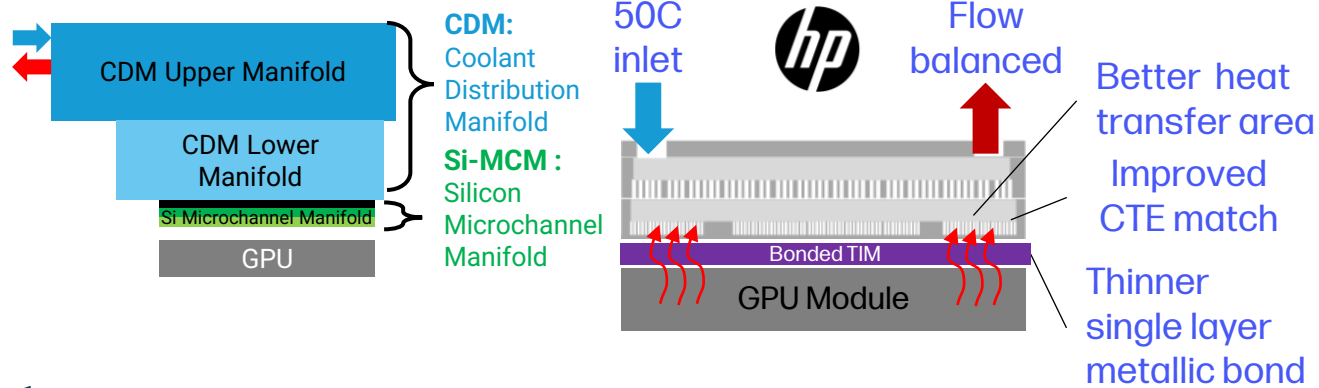 CDM Upper Manifold
CDM Lower
Manifold
Si Microchannel Manifold
GPU
CDM:
Coolant
Distribution
Manifold
Si-MCM :
Silicon
Microchannel
Manifold
50C
inlet
hp
Flow
balanced
Better heat
transfer area
Improved
CTE match
Bonded TIM
GPU Module
Thinner
single layer
metallic bond